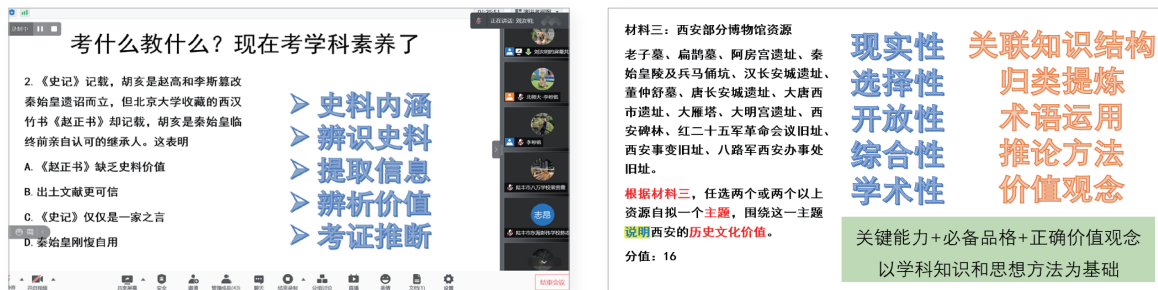 正在讲话: 刘汝明;
考什么教什么？现在考学科素养了
2.《史记》记载，胡亥是赵高和李斯篡改
秦始皇遗诏而立，但北京大学收藏的西汉
竹书《赵正书》却记载，胡亥是秦始皇临
终前亲自认可的继承人。这表明
A.《赵正书》缺乏史料价值
B. 出土文献更可信
C.《史记》仅仅是一家之言
D. 秦始皇刚愎自用
史料内涵
辨识史料
提取信息
辨析价值
考证推断
志昂
结束会议
材料三：西安部分博物馆资源
老子墓、扁鹊墓、阿房宫遗址、秦
始皇陵及兵马俑坑、汉长安城遗址、
董仲舒墓、唐长安城遗址、大唐西
市遗址、大雁塔、大明宫遗址、西
安碑林、红二十五军革命会议旧址、
西安事变旧址、八路军西安办事处
旧址。
根据材料三，任选两个或两个以上
资源自拟一个主题，围绕这一主题
说明西安的历史文化价值。
分值：16
现实性
选择性
开放性
综合性
学术性
关联知识结构
归类提炼
术语运用
推论方法
价值观念
关键能力+必备品格+正确价值观念
以学科知识和思想方法为基础